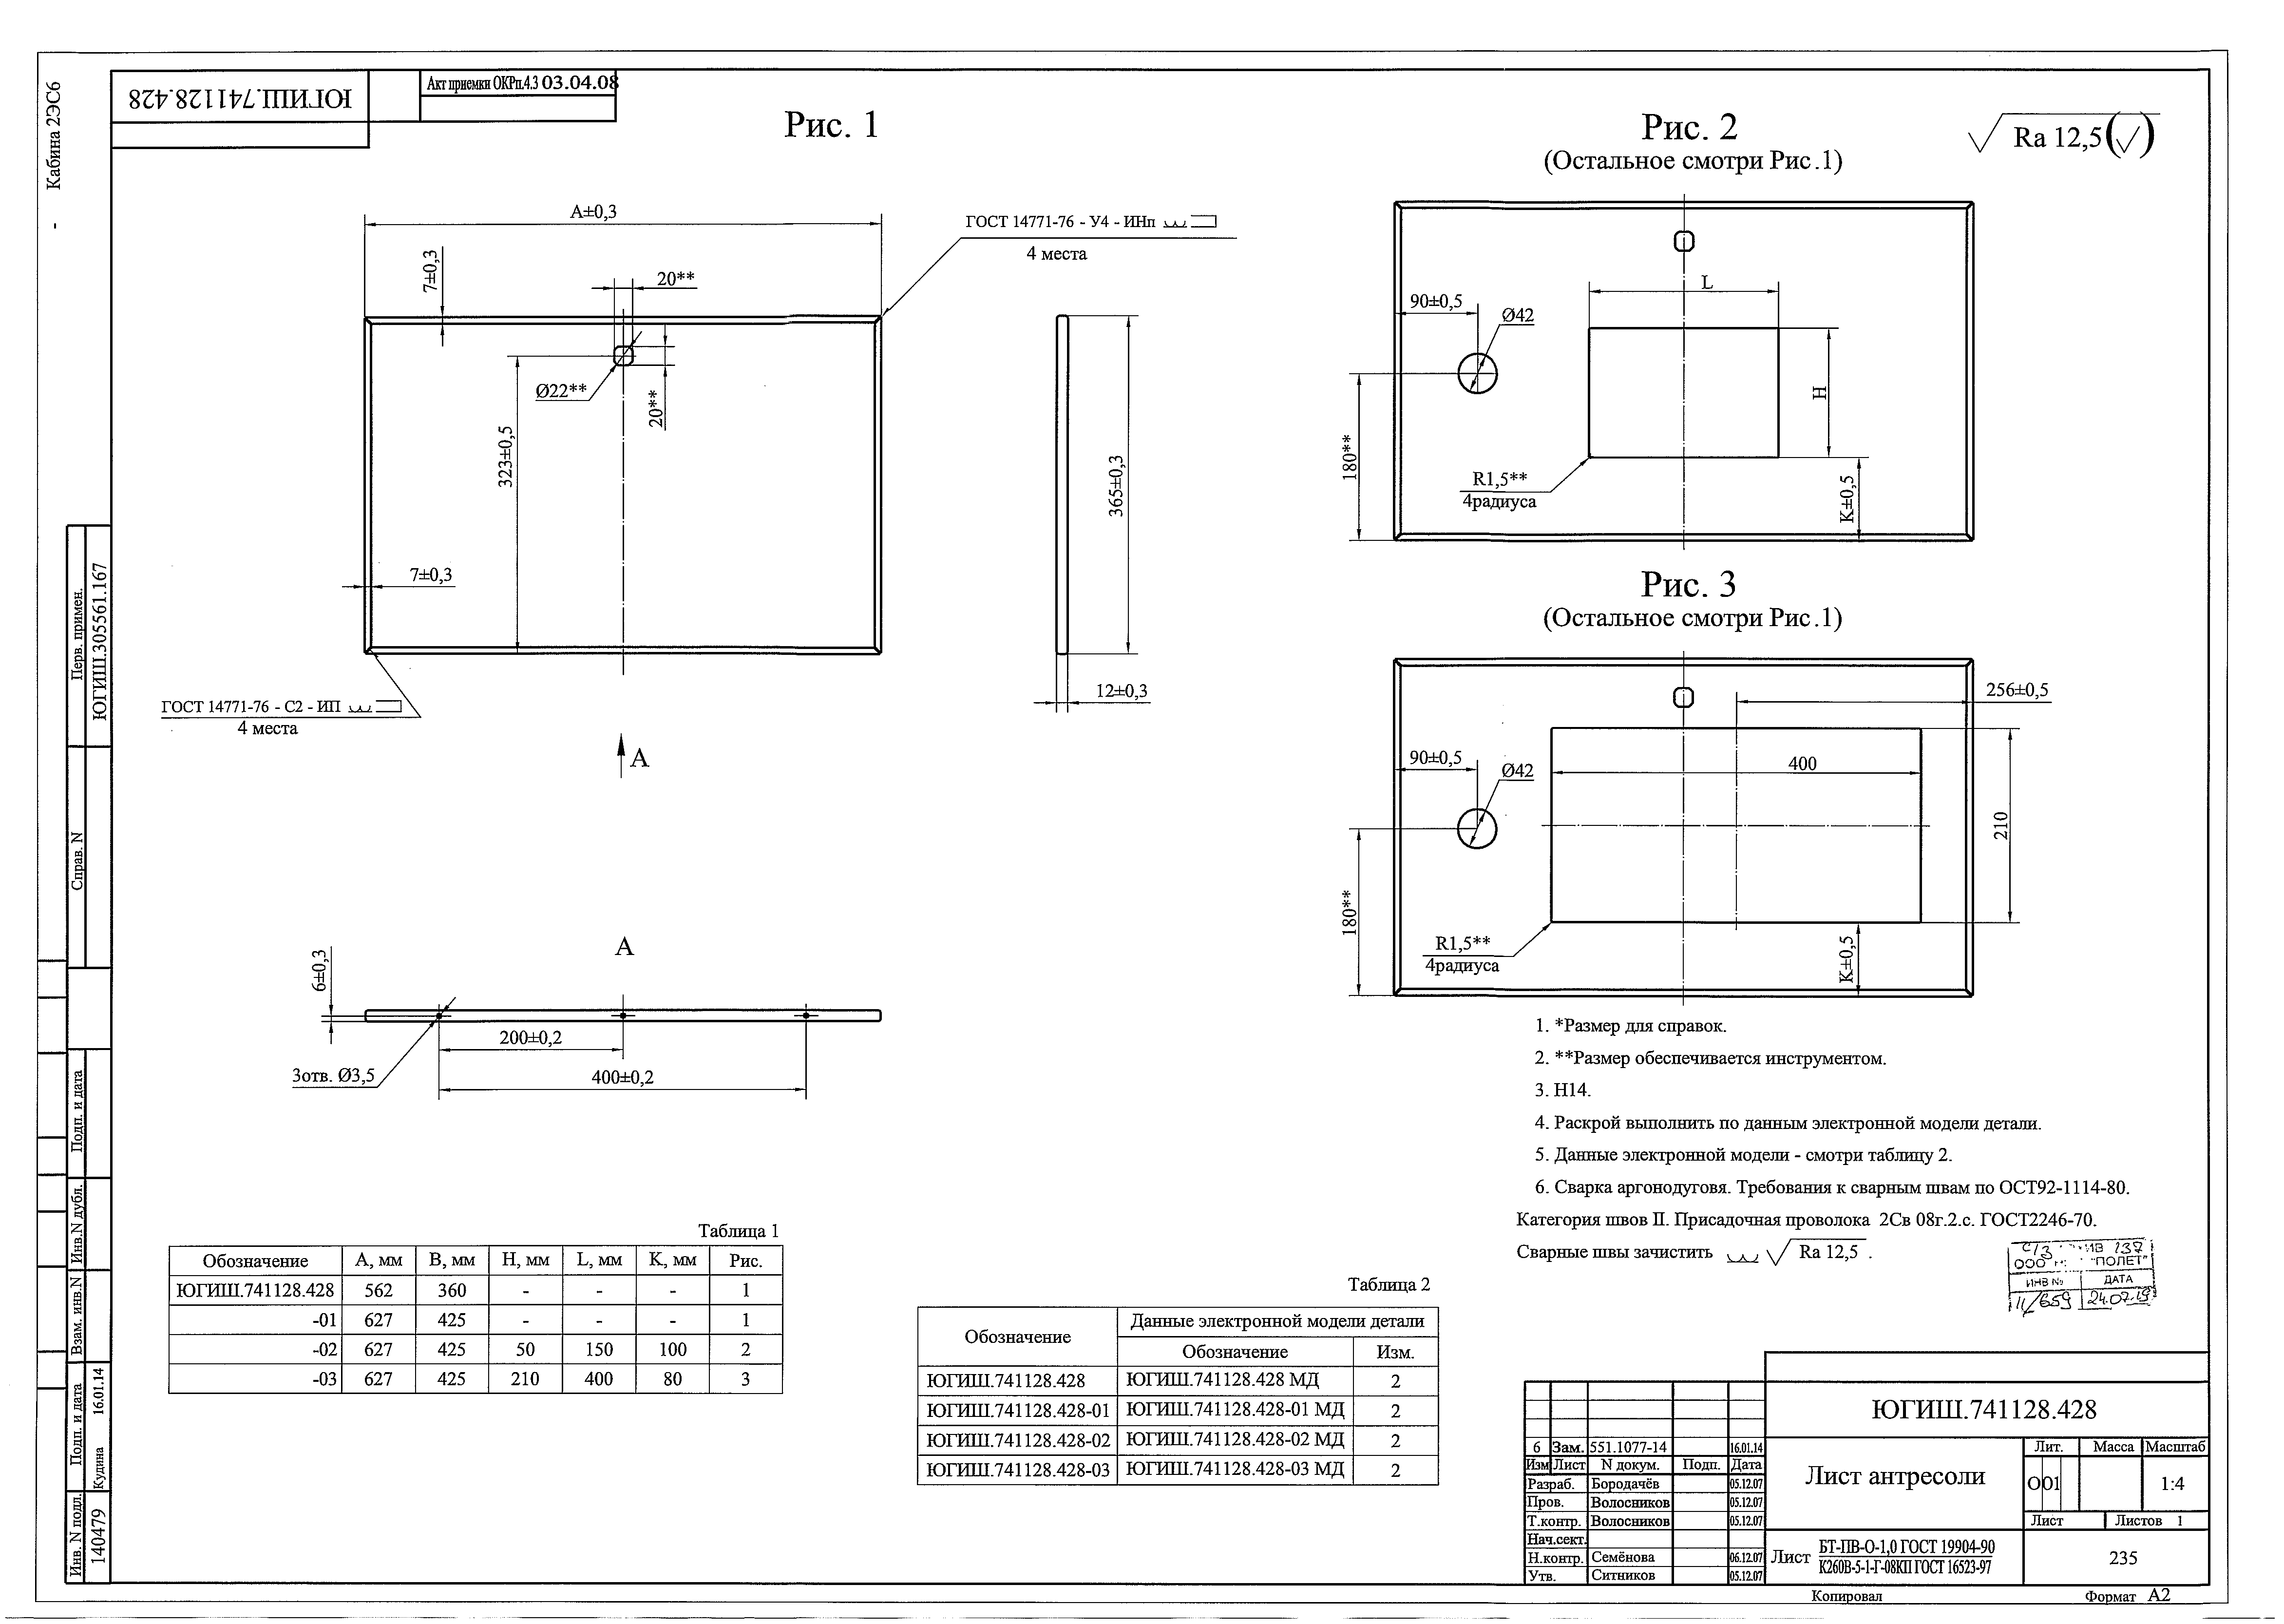 Кабина 2ЭС6
ЮГИШ.741128.428
Акт приемки ОКРп.4.3 03.04.08
Рис. 1
А±0,3
7±0,3
20**
ГОСТ 14771-76 - У4 - ИНп
4 места
Ø22**
20**
323±0,5
365±0,3
7±0,3
12±0,3
ГОСТ 14771-76 - С2 - ИП
4 места
А
А
6±0,3
200±0,2
400±0,2
3отв. Ø3,5
Рис. 2
(Остальное смотри Рис.1)
Ra 12,5
L
90±0,5
Ø42
H
180**
R1,5**
4радиуса
К±0,5
Рис. 3
(Остальное смотри Рис.1)
256±0,5
90±0,5
Ø42
400
210
180**
R1,5**
4радиуса
К±0,5
1. *Размер для справок.
2. **Размер обеспечивается инструментом.
3. H14.
4. Раскрой выполнить по данным электронной модели детали.
5. Данные электронной модели - смотри таблицу 2.
6. Сварка аргонодуговя. Требования к сварным швам по ОСТ92-1114-80.
Категория швов II. Присадочная проволока 2Св 08г.2.с. ГОСТ2246-70.
Сварные швы зачистить Ra 12,5 .
ООО "ПОЛЕТ"
ИНВ № ДАТА
11/659 24.07.19
Таблица 1
Обозначение А, мм В, мм Н, мм L, мм К, мм Рис.
ЮГИШ.741128.428 562 360 - - - 1
-01 627 425 - - - 1
-02 627 425 50 150 100 2
-03 627 425 210 400 80 3
Таблица 2
Обозначение Данные электронной модели детали
Обозначение Изм.
ЮГИШ.741128.428 ЮГИШ.741128.428 МД 2
ЮГИШ.741128.428-01 ЮГИШ.741128.428-01 МД 2
ЮГИШ.741128.428-02 ЮГИШ.741128.428-02 МД 2
ЮГИШ.741128.428-03 ЮГИШ.741128.428-03 МД 2
Перв. примен.
ЮГИШ.305561.167
Справ. N
Подп. и дата
Инв.N дубл.
Взам. инв.N
Подп. и дата
Кудина 16.01.14
Инв. N подл.
140479
6 Зам. 551.1077-14 16.01.14
Изм Лист N докум. Подп. Дата
Разраб. Бородачёв 05.12.07
Пров. Волосников 05.12.07
Т.контр. Волосников 05.12.07
Нач.сект.
Н.контр. Семёнова 06.12.07
Утв. Ситников 05.12.07
ЮГИШ.741128.428
Лист антресоли
Лит. Масса Масштаб
О 01 1:4
Лист Листов 1
Лист БТ-ПВ-О-1,0 ГОСТ 19904-90
К260В-5-1-Г-08КП ГОСТ 16523-97
235
Копировал Формат А2